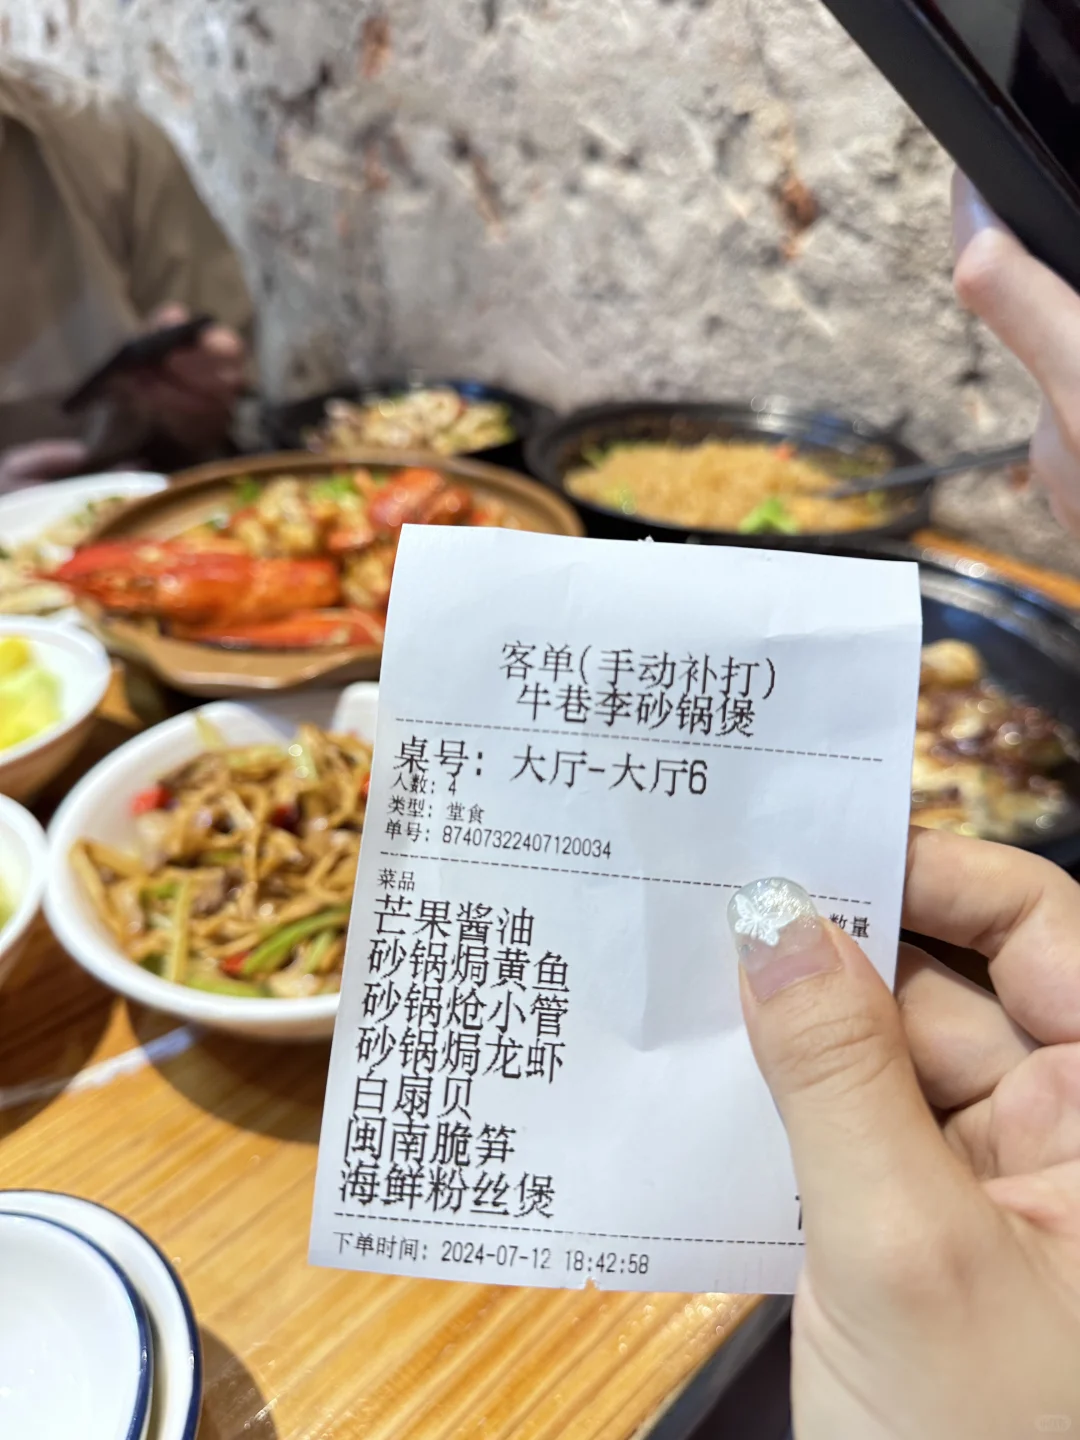 客单(手动补打)
牛巷李砂锅煲
桌号: 大厅-大厅6
人数: 4
类型: 堂食
单号: 87407322407120034
菜品 数量
芒果酱油
砂锅焗黄鱼
砂锅炝小管
砂锅焗龙虾
白扇贝
闽南脆笋
海鲜粉丝煲
下单时间: 2024-07-12 18:42:58